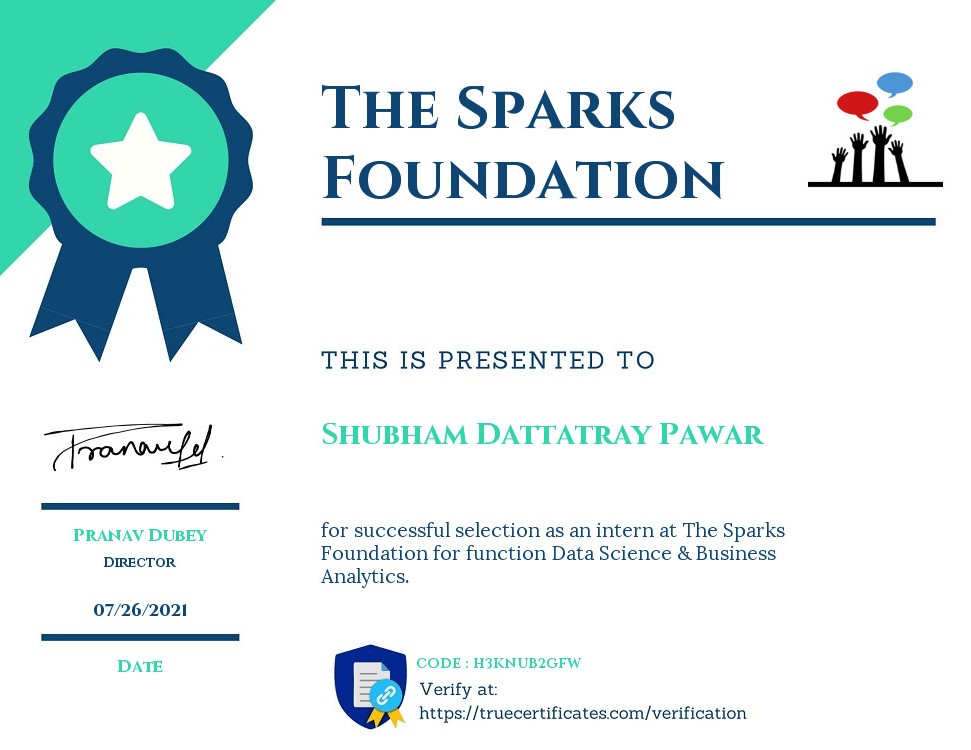 The Sparks
Foundation
THIS IS PRESENTED TO
Shubham Dattatray Pawar
for successful selection as an intern at The Sparks
Foundation for function Data Science & Business
Analytics.
Pranav Dubey
Director
07/26/2021
Date
CODE : H3KNUB2GFW
Verify at:
https://truecertificates.com/verification